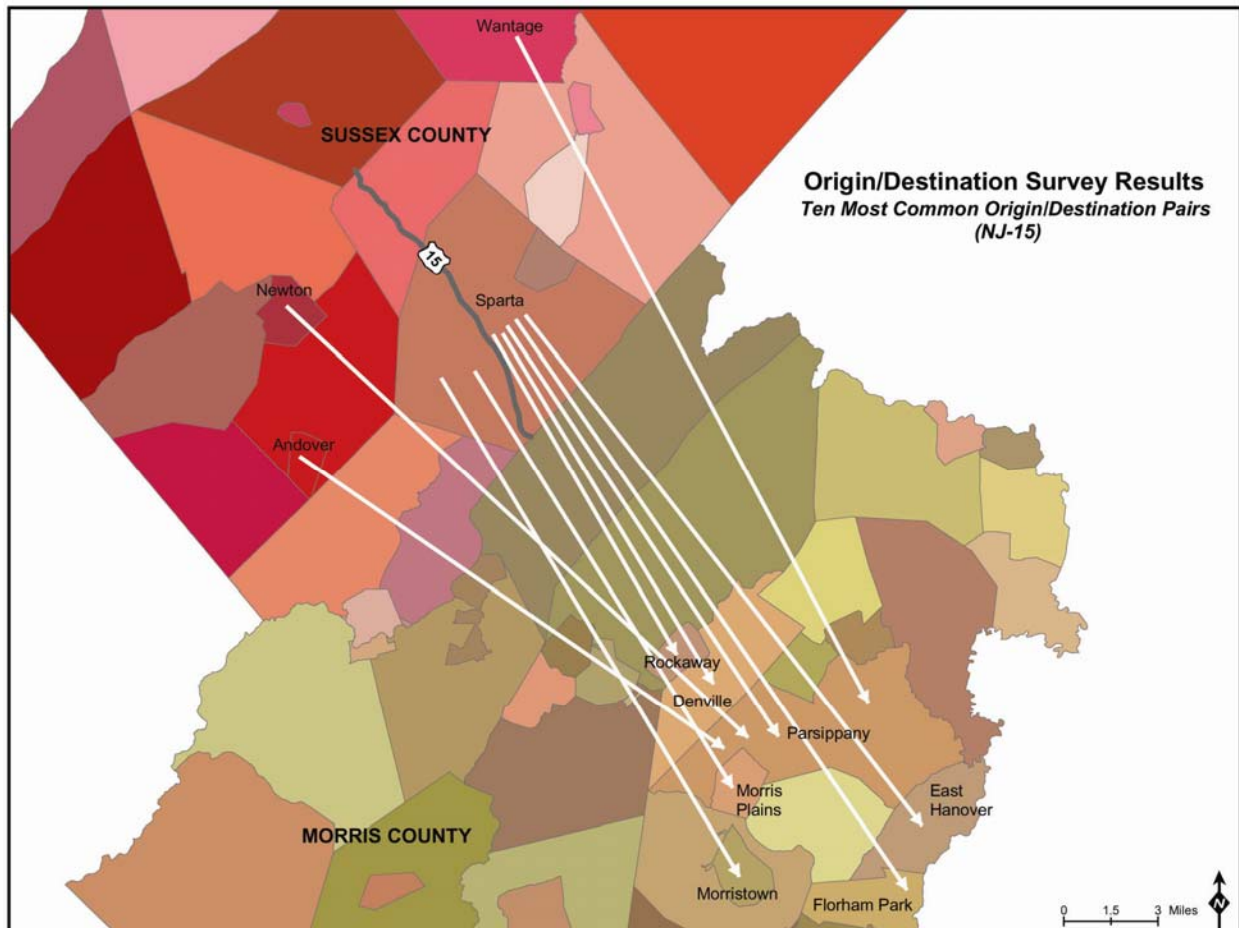 Wantage
SUSSEX COUNTY
Origin/Destination Survey Results
Ten Most Common Origin/Destination Pairs
(NJ-15)
15
Newton
Sparta
Andover
Rockaway
Denville
Parsippany
Morris
Plains
East
Hanover
MORRIS COUNTY
Morristown
Florham Park
0 1.5 3 Miles
N